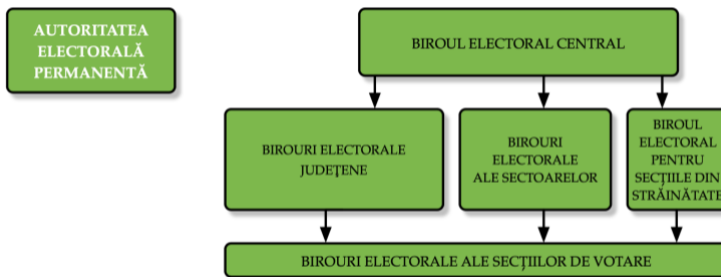 AUTORITATEA
ELECTORALĂ
PERMANENTĂ
BIROUL ELECTORAL CENTRAL
BIROURI ELECTORALE
JUDEȚENE
BIROURI
ELECTORALE
ALE SECTOARELOR
BIROUL
ELECTORAL
PENTRU
SECȚIILE DIN
STRĂINĂTATE
BIROURI ELECTORALE ALE SECȚIILOR DE VOTARE